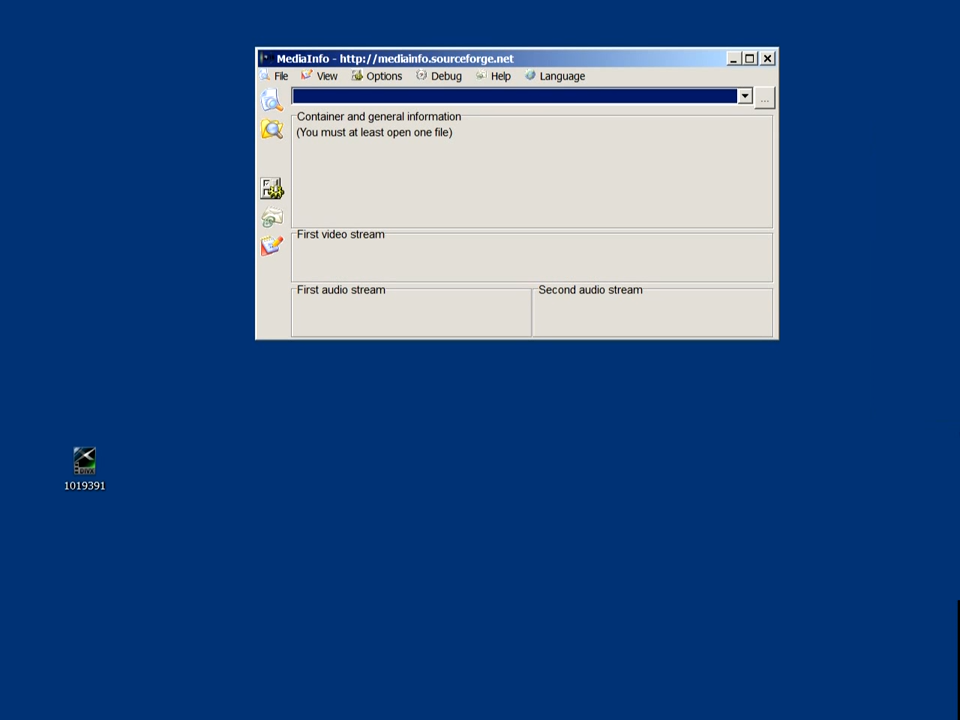 MediaInfo - http://mediainfo.sourceforge.net
File View Options Debug Help Language
...
Container and general information
(You must at least open one file)
First video stream
First audio stream Second audio stream
1019391